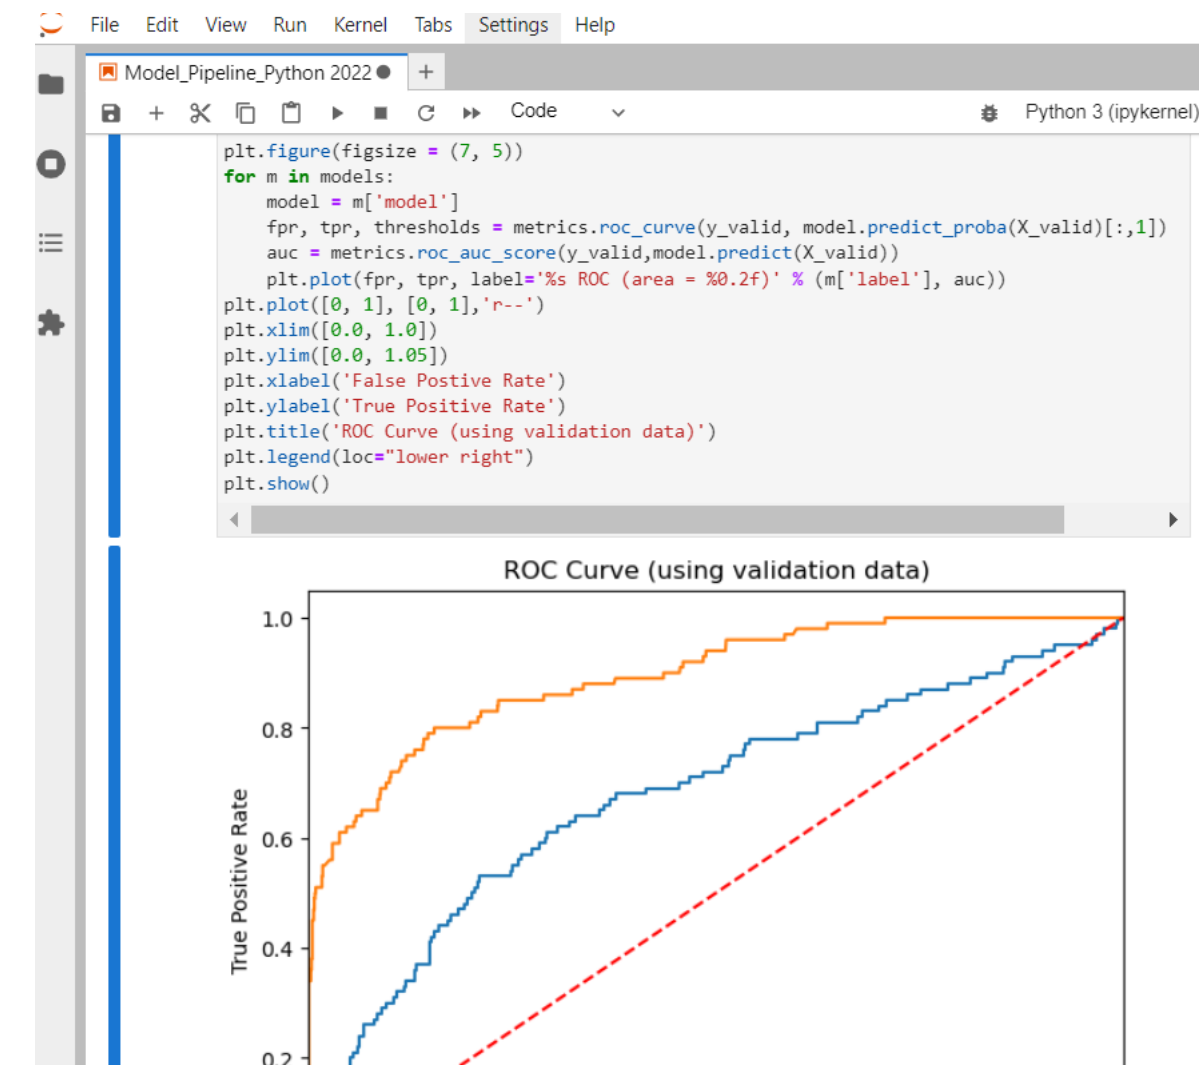 File Edit View Run Kernel Tabs Settings Help
Model_Pipeline_Python 2022
Code
Python 3 (ipykernel)
plt.figure(figsize = (7, 5))
for m in models:
    model = m['model']
    fpr, tpr, thresholds = metrics.roc_curve(y_valid, model.predict_proba(X_valid)[:,1])
    auc = metrics.roc_auc_score(y_valid,model.predict(X_valid))
    plt.plot(fpr, tpr, label='%s ROC (area = %0.2f)' % (m['label'], auc))
plt.plot([0, 1], [0, 1],'r--')
plt.xlim([0.0, 1.0])
plt.ylim([0.0, 1.05])
plt.xlabel('False Postive Rate')
plt.ylabel('True Positive Rate')
plt.title('ROC Curve (using validation data)')
plt.legend(loc="lower right")
plt.show()
ROC Curve (using validation data)
1.0
0.8
0.6
0.4
0.2
True Positive Rate